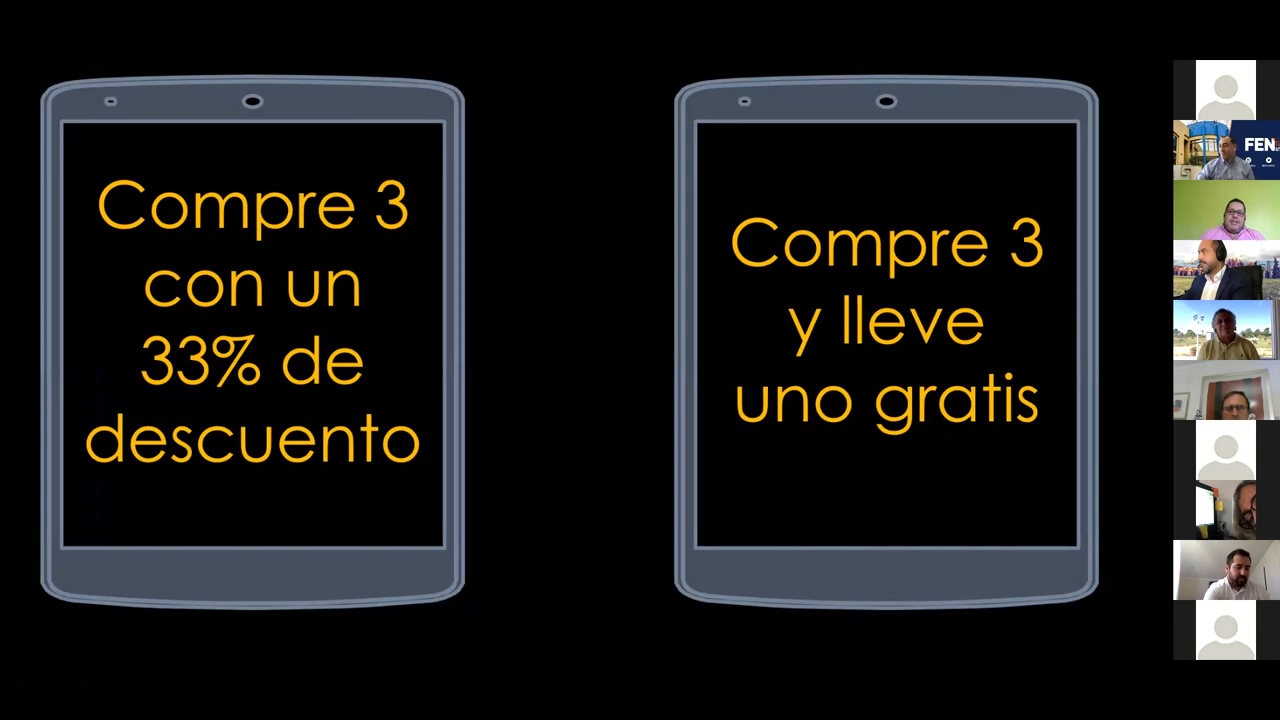 Compre 3
con un
33% de
descuento
Compre 3
y lleve
uno gratis
FEN